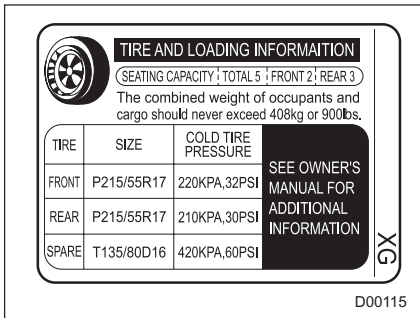 TIRE AND LOADING INFORMAITION
SEATING CAPACITY TOTAL 5 FRONT 2 REAR 3
The combined weight of occupants and
cargo should never exceed 408kg or 900lbs.
TIRE SIZE COLD TIRE
PRESSURE
FRONT P215/55R17 220KPA,32PSI
REAR P215/55R17 210KPA,30PSI
SPARE T135/80D16 420KPA,60PSI
SEE OWNER'S
MANUAL FOR
ADDITIONAL
INFORMATION
XG
D00115